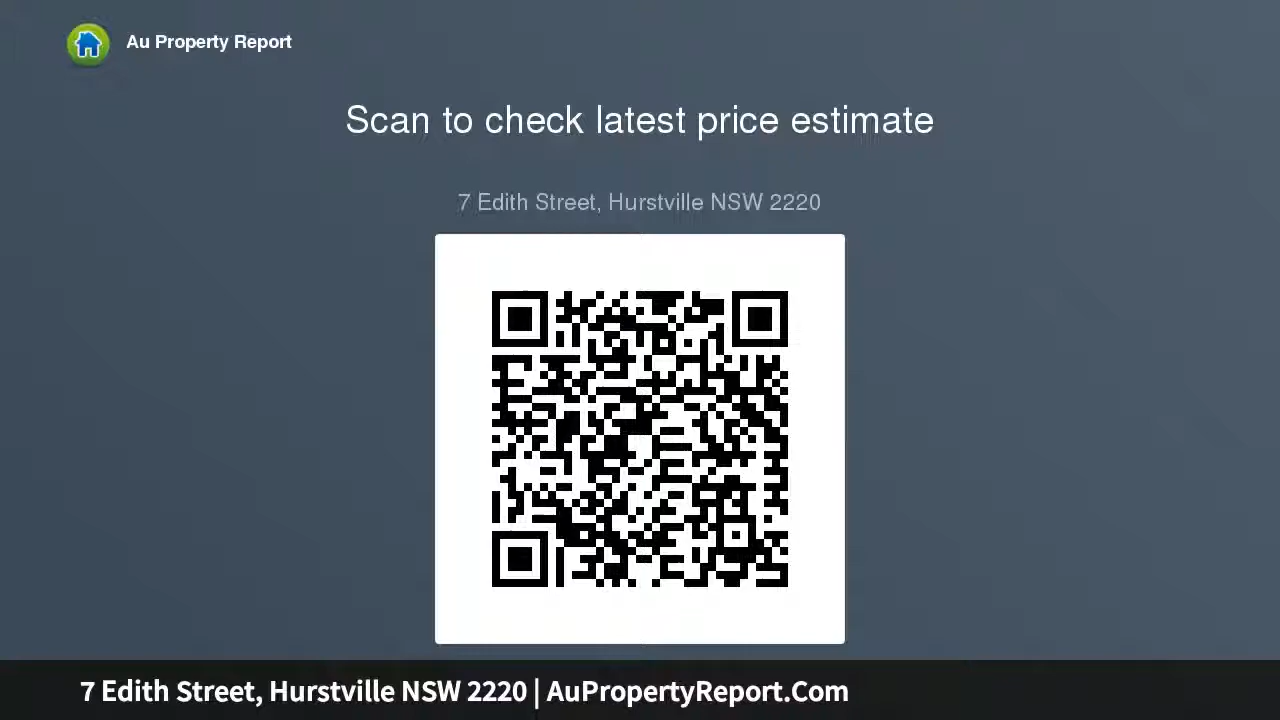 Au Property Report
Scan to check latest price estimate
7 Edith Street, Hurstville NSW 2220
7 Edith Street, Hurstville NSW 2220 | AuPropertyReport.Com